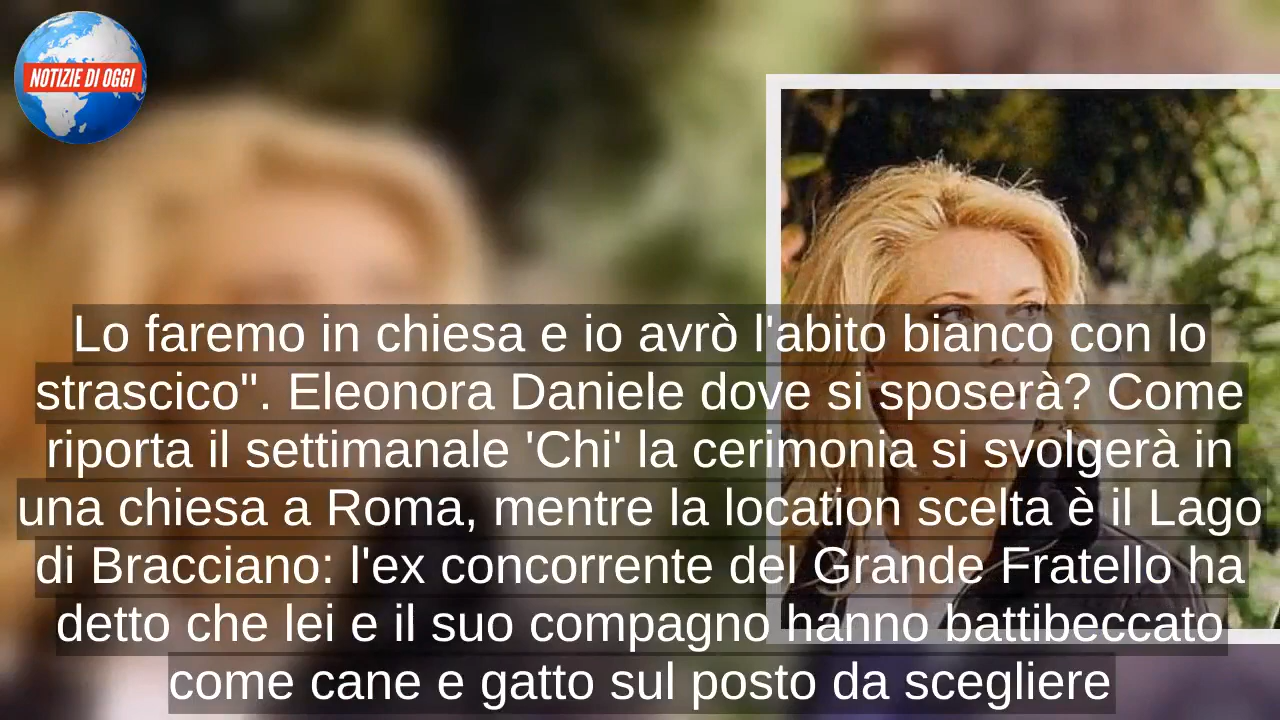 NOTIZIE DI OGGI
Lo faremo in chiesa e io avrò l'abito bianco con lo
strascico". Eleonora Daniele dove si sposerà? Come
riporta il settimanale 'Chi' la cerimonia si svolgerà in
una chiesa a Roma, mentre la location scelta è il Lago
di Bracciano: l'ex concorrente del Grande Fratello ha
detto che lei e il suo compagno hanno battibeccato
come cane e gatto sul posto da scegliere